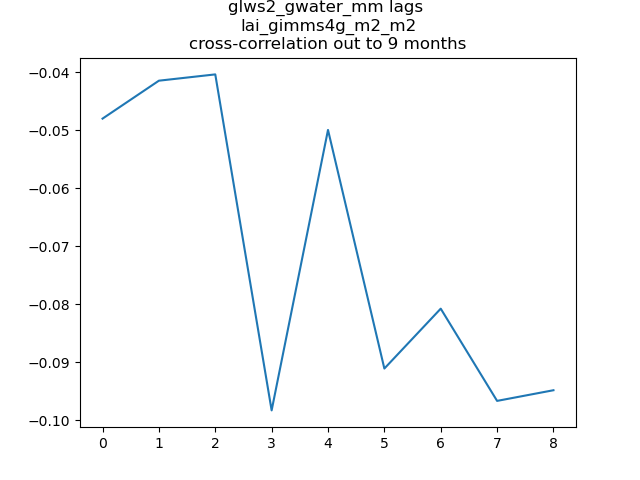 glws2_gwater_mm lags
lai_gimms4g_m2_m2
cross-correlation out to 9 months
−0.04
−0.05
−0.06
−0.07
−0.08
−0.09
−0.10
0 1 2 3 4 5 6 7 8